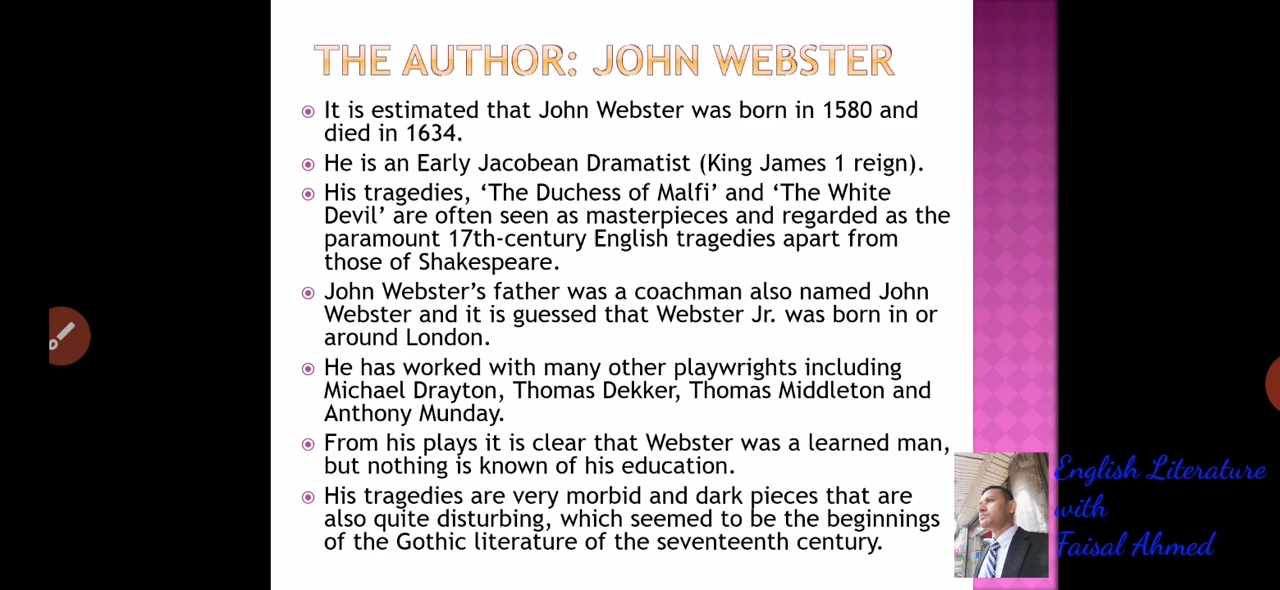 THE AUTHOR: JOHN WEBSTER
It is estimated that John Webster was born in 1580 and
died in 1634.
He is an Early Jacobean Dramatist (King James 1 reign).
His tragedies, ‘The Duchess of Malfi’ and ‘The White
Devil’ are often seen as masterpieces and regarded as the
paramount 17th-century English tragedies apart from
those of Shakespeare.
John Webster’s father was a coachman also named John
Webster and it is guessed that Webster Jr. was born in or
around London.
He has worked with many other playwrights including
Michael Drayton, Thomas Dekker, Thomas Middleton and
Anthony Munday.
From his plays it is clear that Webster was a learned man,
but nothing is known of his education.
His tragedies are very morbid and dark pieces that are
also quite disturbing, which seemed to be the beginnings
of the Gothic literature of the seventeenth century.
English Literature
with
Faisal Ahmed